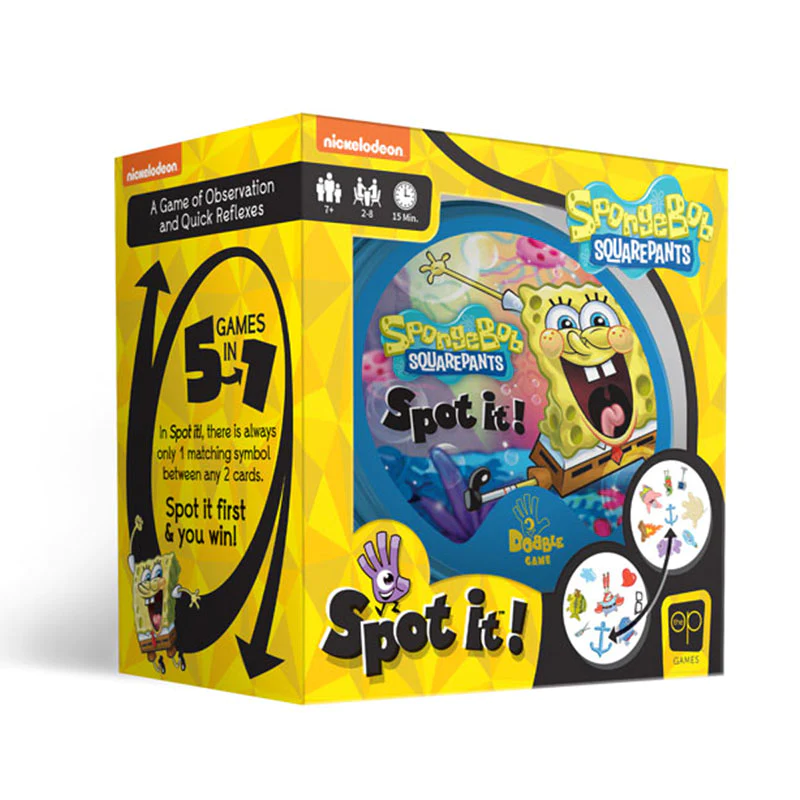 nickelodeon
A Game of Observation
and Quick Reflexes
5 GAMES
IN 1
In Spot it!, there is always
only 1 matching symbol
between any 2 cards.
Spot it first
& you win!
nickelodeon
7+
2-8
15 Min.
SpongeBob
SQUAREPANTS
SpongeBob
SQUAREPANTS
Spot it!
DOBBLE
GAME
Spot it!™
the op
GAMES